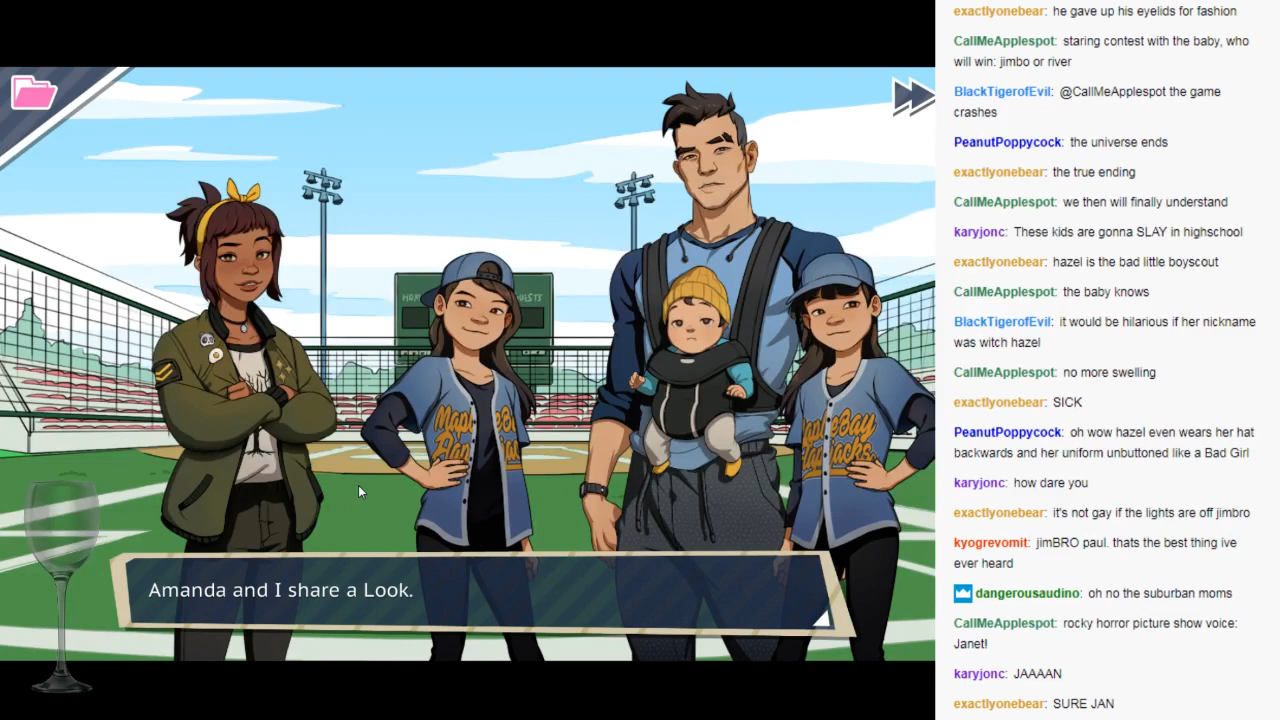 Amanda and I share a Look.
exactlyonebear: he gave up his eyelids for fashion
CallMeApplespot: staring contest with the baby, who
will win: jimbo or river
BlackTigerofEvil: @CallMeApplespot the game
crashes
PeanutPoppycock: the universe ends
exactlyonebear: the true ending
CallMeApplespot: we then will finally understand
karyjonc: These kids are gonna SLAY in highschool
exactlyonebear: hazel is the bad little boyscout
CallMeApplespot: the baby knows
BlackTigerofEvil: it would be hilarious if her nickname
was witch hazel
CallMeApplespot: no more swelling
exactlyonebear: SICK
PeanutPoppycock: oh wow hazel even wears her hat
backwards and her uniform unbuttoned like a Bad Girl
karyjonc: how dare you
exactlyonebear: it's not gay if the lights are off jimbro
kyogrevomit: jimBRO paul. thats the best thing ive
ever heard
dangerousaudino: oh no the suburban moms
CallMeApplespot: rocky horror picture show voice:
Janet!
karyjonc: JAAAAN
exactlyonebear: SURE JAN